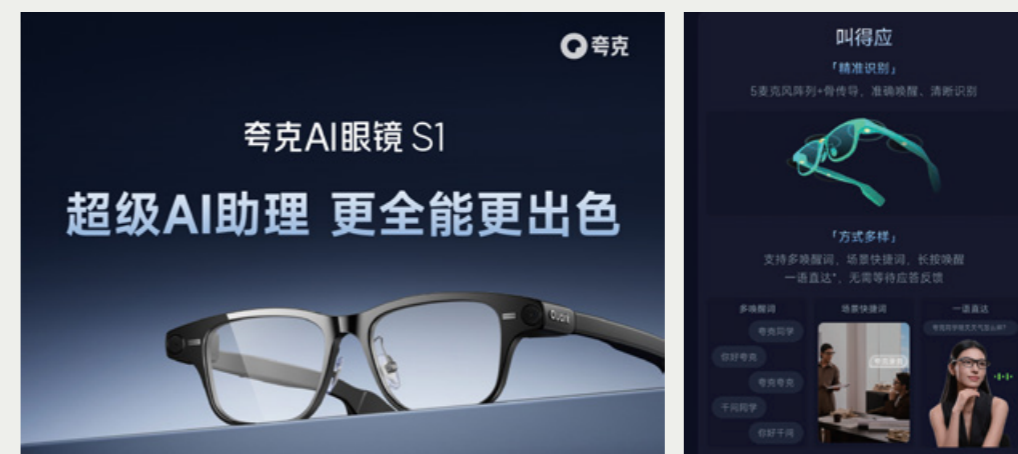 夸克
夸克AI眼镜 S1
超级AI助理 更全能更出色
Quark
叫得应
「精准识别」
5麦克风阵列+骨传导，准确唤醒、清晰识别
「方式多样」
支持多唤醒词、场景快捷词、长按唤醒
一语直达*，无需等待应答反馈
多唤醒词
场景快捷词
一语直达
夸克同学
你好夸克
夸克夸克
千问同学
你好千问